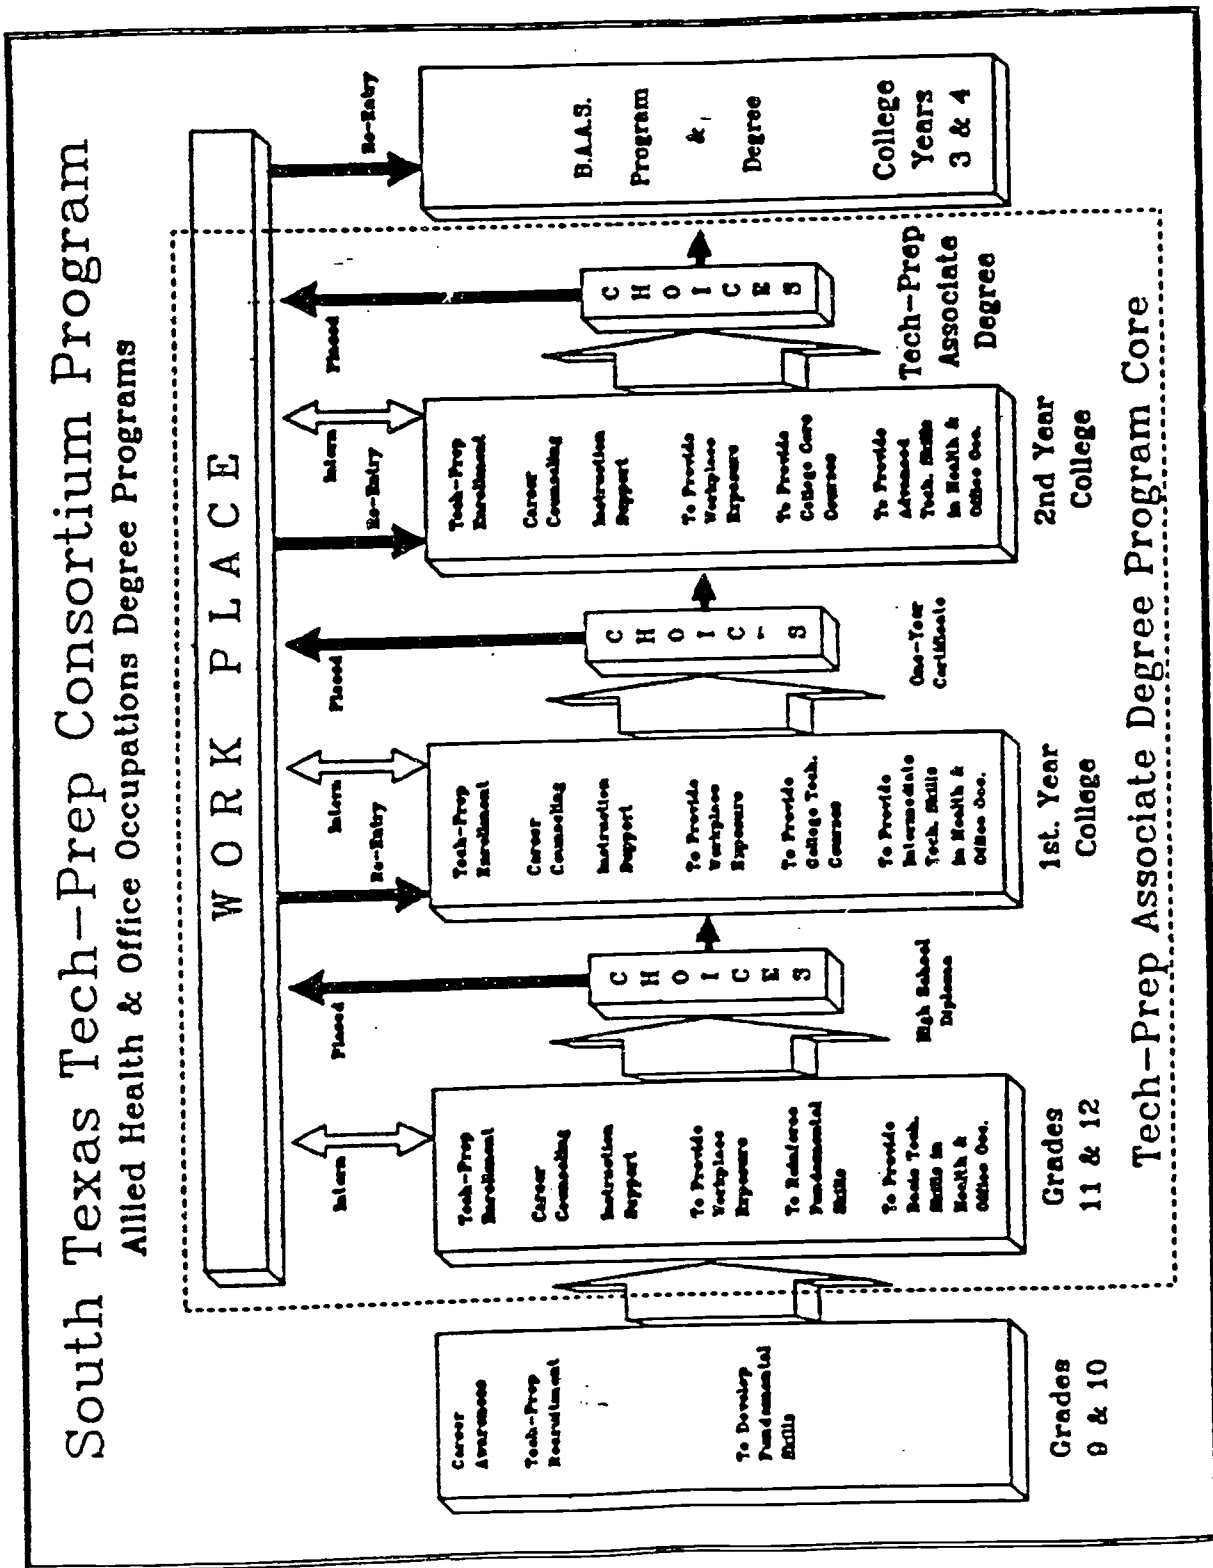 South Texas Tech-Prep Consortium Program
Allied Health & Office Occupations Degree Programs
WORK PLACE
Intern
Placed
Re-Entry
Intern
Placed
Re-Entry
Intern
Placed
Re-Entry
Career
Awareness
Tech-Prep
Recruitment
To Develop
Fundamental
Skills
Grades
9 & 10
Tech-Prep
Enrollment
Career
Counseling
Instruction
Support
To Provide
Workplace
Exposure
To Reinforce
Fundamental
Skills
To Provide
Basic Tech.
Skills in
Health &
Office Occ.
Grades
11 & 12
CHOICES
High School
Diploma
Tech-Prep
Enrollment
Career
Counseling
Instruction
Support
To Provide
Workplace
Exposure
To Provide
College Tech.
Courses
To Provide
Intermediate
Tech. Skills
in Health &
Office Occ.
1st. Year
College
CHOICES
One-Year
Certificate
Tech-Prep
Enrollment
Career
Counseling
Instruction
Support
To Provide
Workplace
Exposure
To Provide
College Core
Courses
To Provide
Advanced
Tech. Skills
in Health &
Office Occ.
2nd Year
College
CHOICES
Tech-Prep
Associate
Degree
B.A.A.S.
Program
&
Degree
College
Years
3 & 4
Tech-Prep Associate Degree Program Core